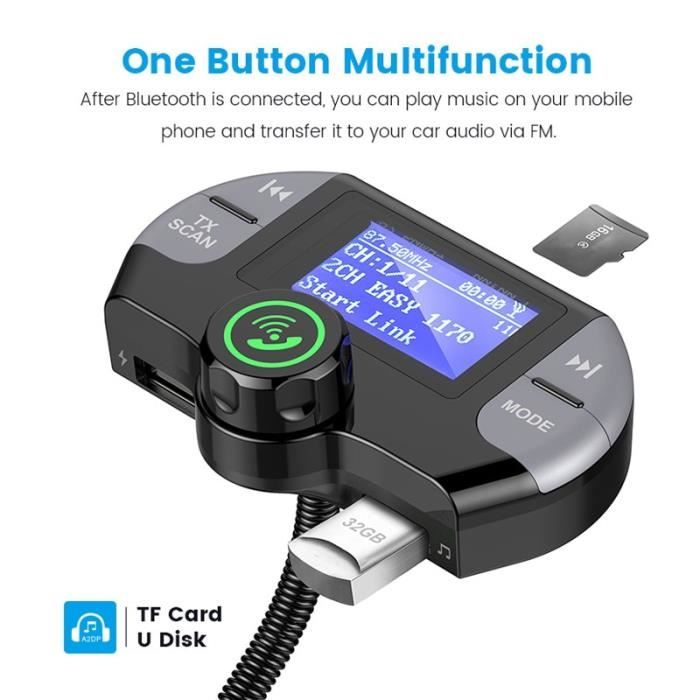 One Button Multifunction
After Bluetooth is connected, you can play music on your mobile
phone and transfer it to your car audio via FM.
TX
SCAN
87.50MHz 00:00
CH:1/11 11
2CH EASY 1170
Start Link
16GB
MODE
32GB
A2DP
TF Card
U Disk